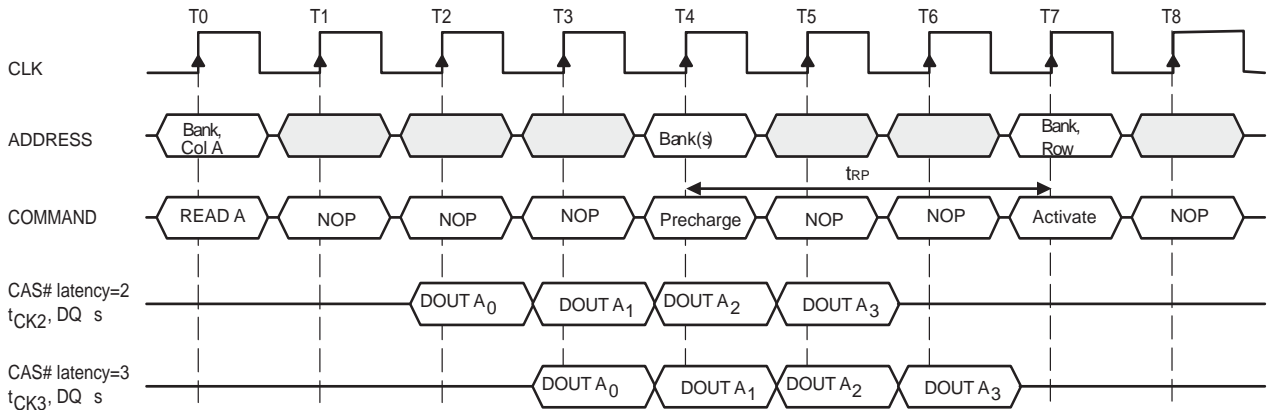 T0 T1 T2 T3 T4 T5 T6 T7 T8
CLK
ADDRESS
Bank,
Col A
Bank(s)
Bank,
Row
tRP
COMMAND
READ A NOP NOP NOP Precharge NOP NOP Activate NOP
CAS# latency=2
tCK2, DQ s
DOUT A0 DOUT A1 DOUT A2 DOUT A3
CAS# latency=3
tCK3, DQ s
DOUT A0 DOUT A1 DOUT A2 DOUT A3